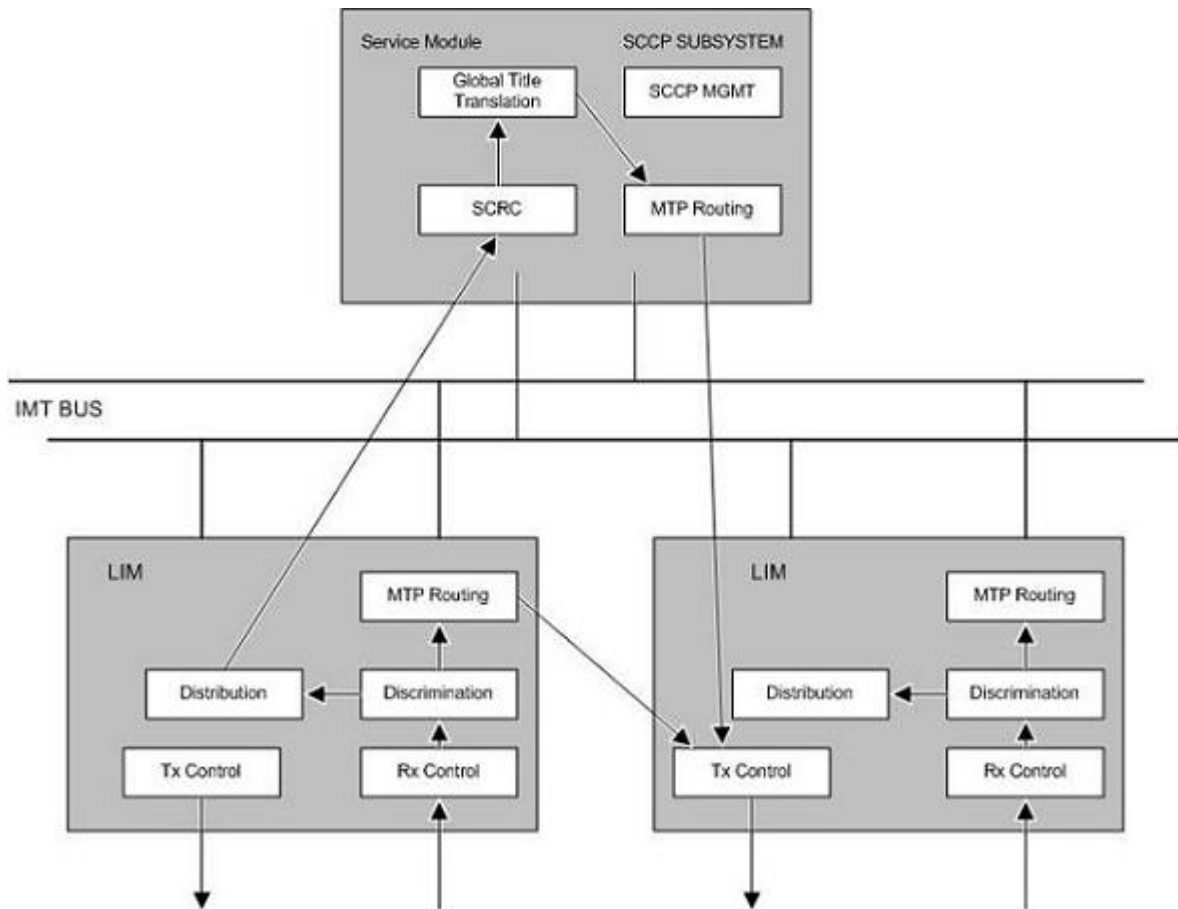 Service Module
SCCP SUBSYSTEM
Global Title
Translation
SCCP MGMT
SCRC
MTP Routing
IMT BUS
LIM
MTP Routing
Distribution
Discrimination
Tx Control
Rx Control
LIM
MTP Routing
Distribution
Discrimination
Tx Control
Rx Control